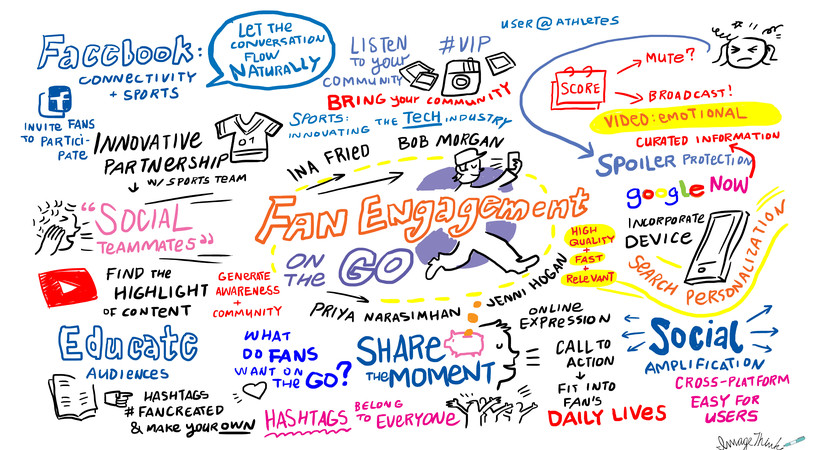 Facebook:
CONNECTIVITY
+ SPORTS
LET THE
CONVERSATION
FLOW
NATURALLY
INVITE FANS
TO PARTICI-
PATE
INNOVATIVE
PARTNERSHIP
W/ SPORTS TEAM
01
LISTEN
to your
COMMUNITY
#VIP
BRING your COMMUNITY
SPORTS:
INNOVATING THE TECH INDUSTRY
USER @ ATHLETES
SCORE
MUTE?
BROADCAST!
VIDEO: EMOTIONAL
CURATED INFORMATION
SPOILER PROTECTION
google NOW
INCORPORATE
DEVICE
SEARCH PERSONALIZATION
INA FRIED
BOB MORGAN
FAN ENGAGEMENT
ON
THE GO
PRIYA NARASIMHAN
JENNI HOGAN
HIGH
QUALITY
+
FAST
+
RELEVANT
"SOCIAL
TEAMMATES"
FIND THE
HIGHLIGHT
OF CONTENT
GENERATE
AWARENESS
+
COMMUNITY
Educate
AUDIENCES
HASHTAGS
#FANCREATED
& MAKE YOUR OWN
WHAT
DO FANS
WANT ON
THE GO?
SHARE
THE MOMENT
HASHTAGS BELONG
TO EVERYONE
ONLINE
EXPRESSION
CALL TO
ACTION
FIT INTO
FAN'S
DAILY LIVES
Social
AMPLIFICATION
CROSS-PLATFORM
EASY FOR
USERS
ImageThink